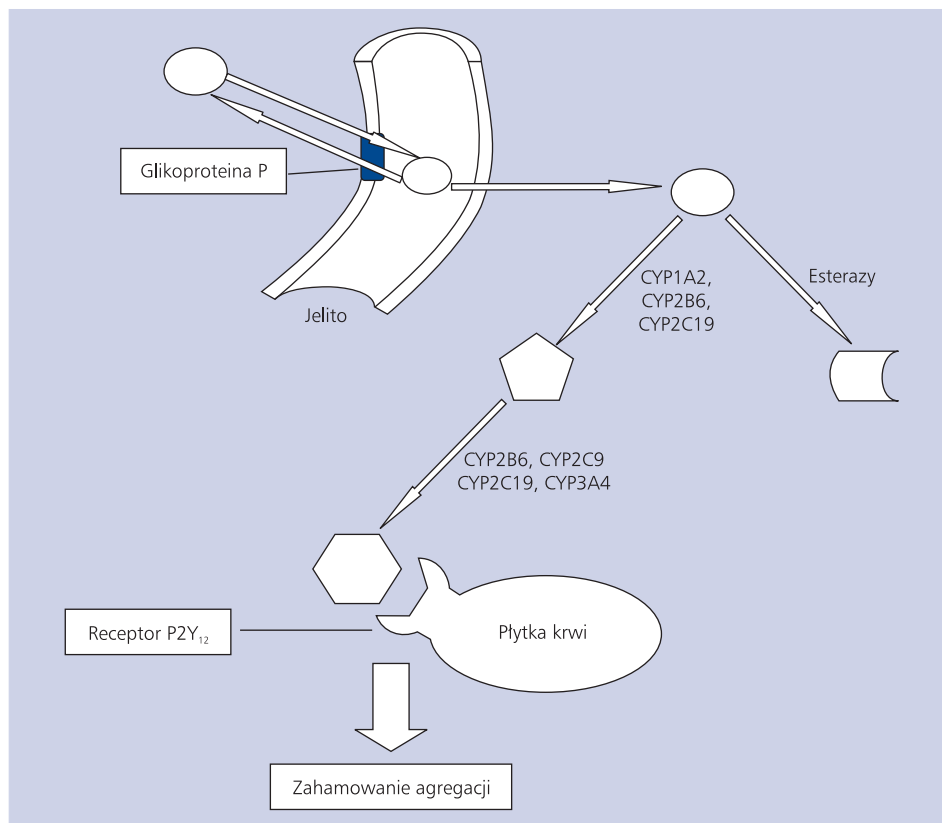 Glikoproteina P
Jelito
CYP1A2,
CYP2B6,
CYP2C19
Esterazy
CYP2B6, CYP2C9
CYP2C19, CYP3A4
Receptor P2Y₁₂
Płytka krwi
Zahamowanie agregacji